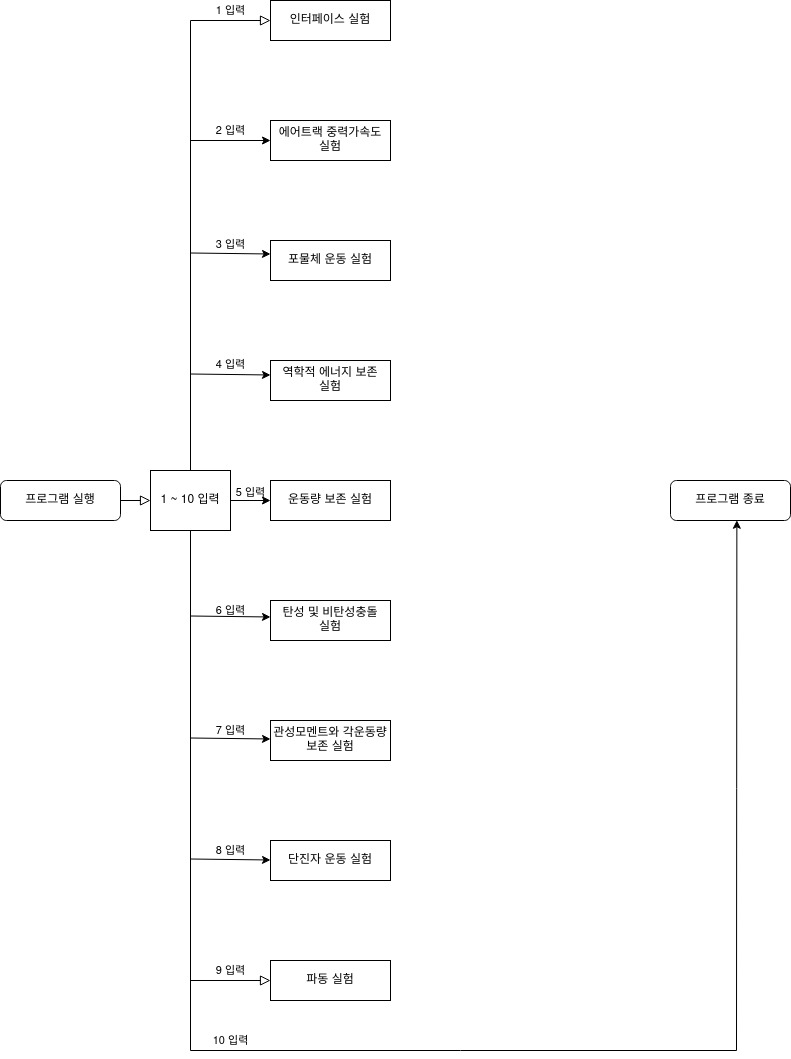 1 입력
인터페이스 실험
2 입력
에어트랙 중력가속도
실험
3 입력
포물체 운동 실험
4 입력
역학적 에너지 보존
실험
프로그램 실행
1 ~ 10 입력
5 입력
운동량 보존 실험
프로그램 종료
6 입력
탄성 및 비탄성충돌
실험
7 입력
관성모멘트와 각운동량
보존 실험
8 입력
단진자 운동 실험
9 입력
파동 실험
10 입력